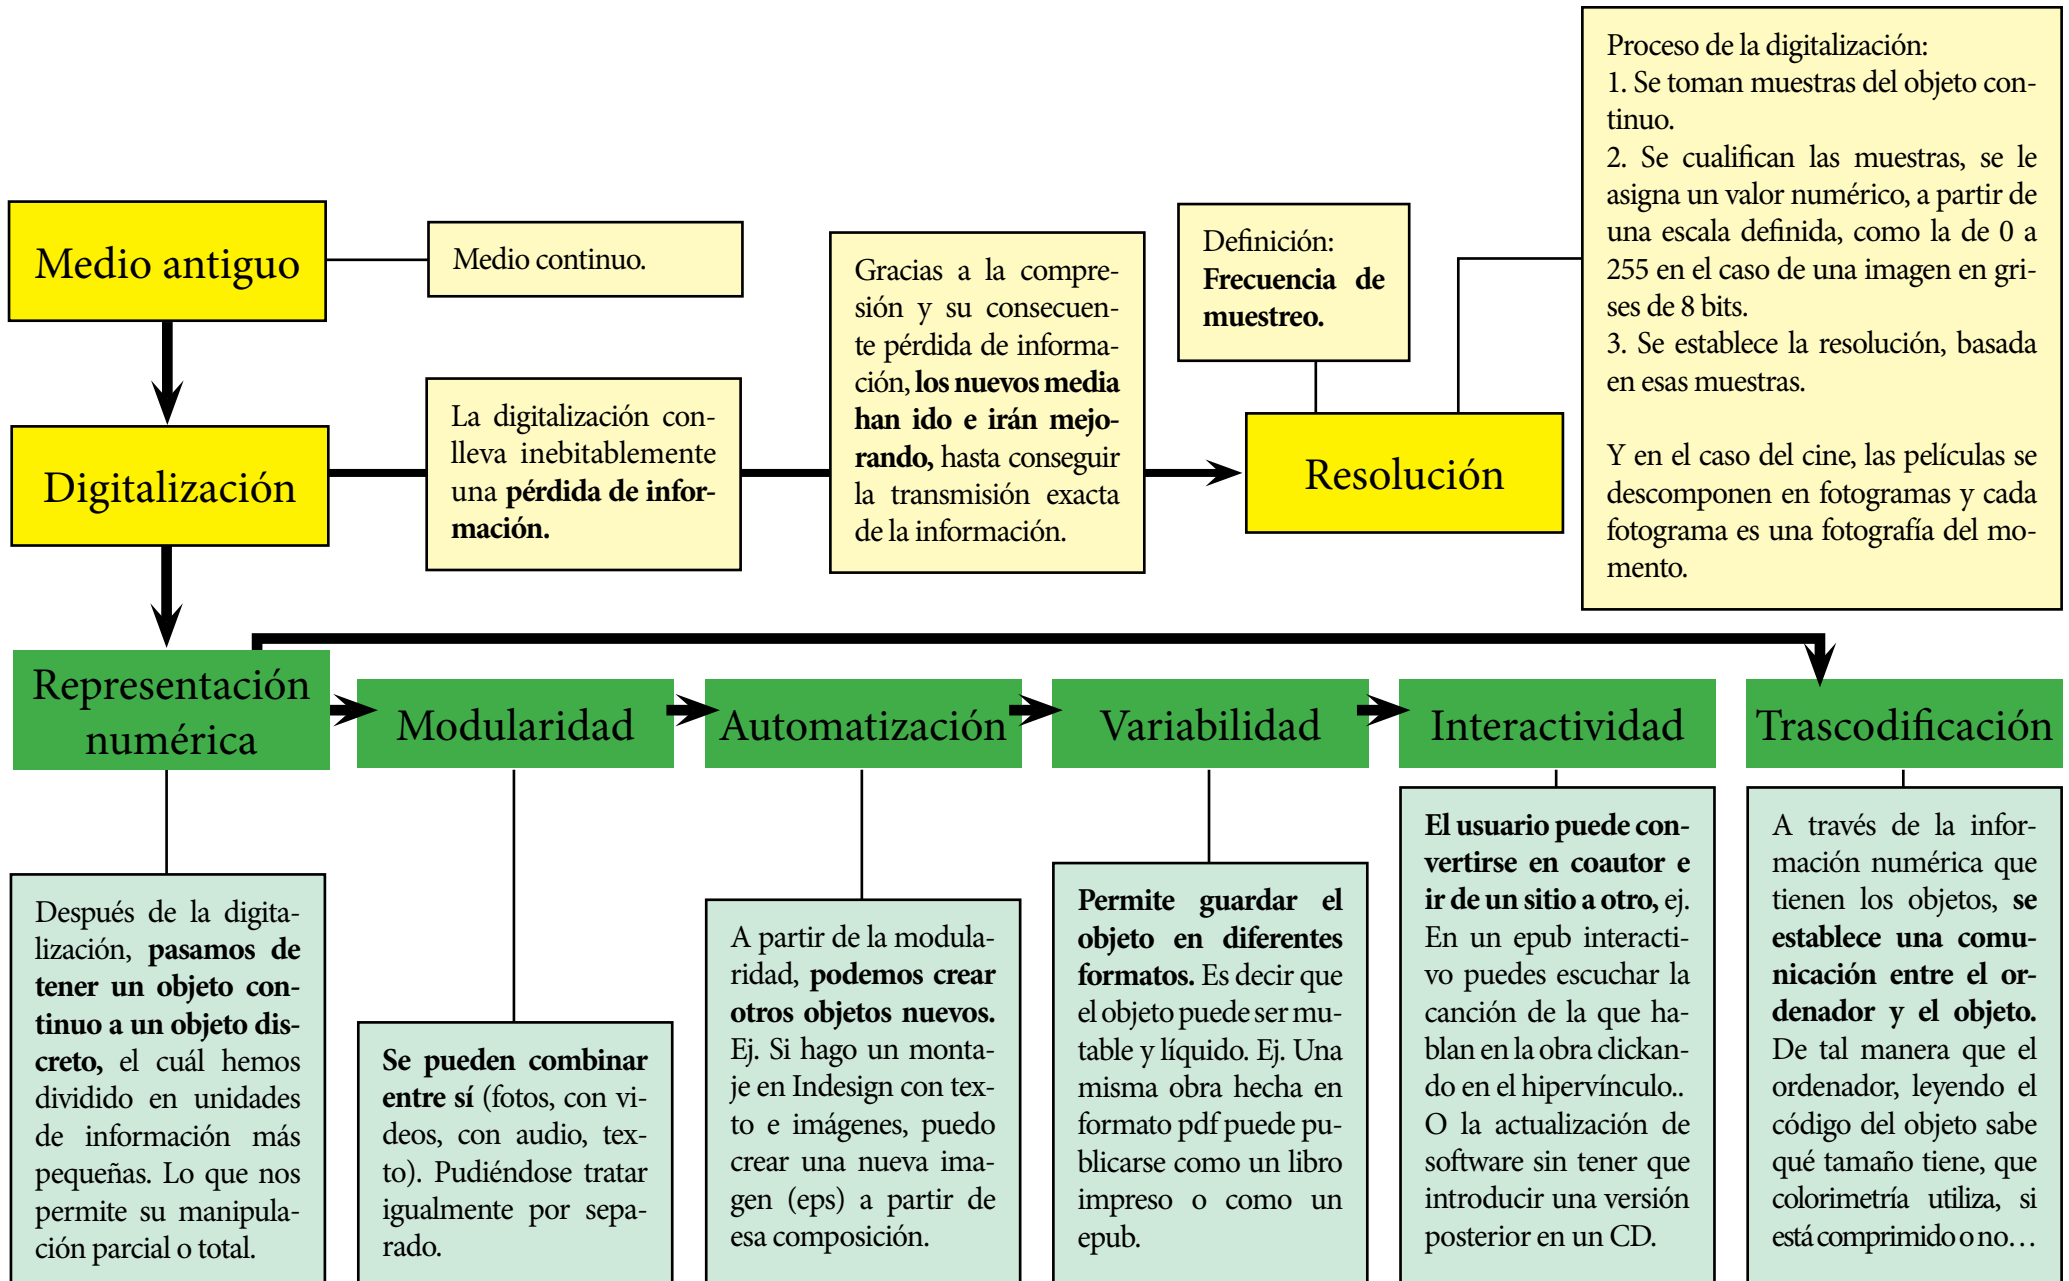 Medio antiguo
Medio continuo.
Digitalización
La digitalización con-
lleva inebitablemente
una pérdida de infor-
mación.
Gracias a la compre-
sión y su consecuen-
te pérdida de informa-
ción, los nuevos media
han ido e irán mejo-
rando, hasta conseguir
la transmisión exacta
de la información.
Definición:
Frecuencia de
muestreo.
Resolución
Proceso de la digitalización:
1. Se toman muestras del objeto con-
tinuo.
2. Se cualifican las muestras, se le
asigna un valor numérico, a partir de
una escala definida, como la de 0 a
255 en el caso de una imagen en gri-
ses de 8 bits.
3. Se establece la resolución, basada
en esas muestras.
Y en el caso del cine, las películas se
descomponen en fotogramas y cada
fotograma es una fotografía del mo-
mento.
Representación
numérica
Modularidad
Automatización
Variabilidad
Interactividad
Trascodificación
Después de la digita-
lización, pasamos de
tener un objeto con-
tinuo a un objeto dis-
creto, el cuál hemos
dividido en unidades
de información más
pequeñas. Lo que nos
permite su manipula-
ción parcial o total.
Se pueden combinar
entre sí (fotos, con vi-
deos, con audio, tex-
to). Pudiéndose tratar
igualmente por sepa-
rado.
A partir de la modula-
ridad, podemos crear
otros objetos nuevos.
Ej. Si hago un monta-
je en Indesign con tex-
to e imágenes, puedo
crear una nueva ima-
gen (eps) a partir de
esa composición.
Permite guardar el
objeto en diferentes
formatos. Es decir que
el objeto puede ser mu-
table y líquido. Ej. Una
misma obra hecha en
formato pdf puede pu-
blicarse como un libro
impreso o como un
epub.
El usuario puede con-
vertirse en coautor e
ir de un sitio a otro, ej.
En un epub interacti-
vo puedes escuchar la
canción de la que ha-
blan en la obra clickan-
do en el hipervínculo..
O la actualización de
software sin tener que
introducir una versión
posterior en un CD.
A través de la infor-
mación numérica que
tienen los objetos, se
establece una comu-
nicación entre el or-
denador y el objeto.
De tal manera que el
ordenador, leyendo el
código del objeto sabe
qué tamaño tiene, que
colorimetría utiliza, si
está comprimido o no…